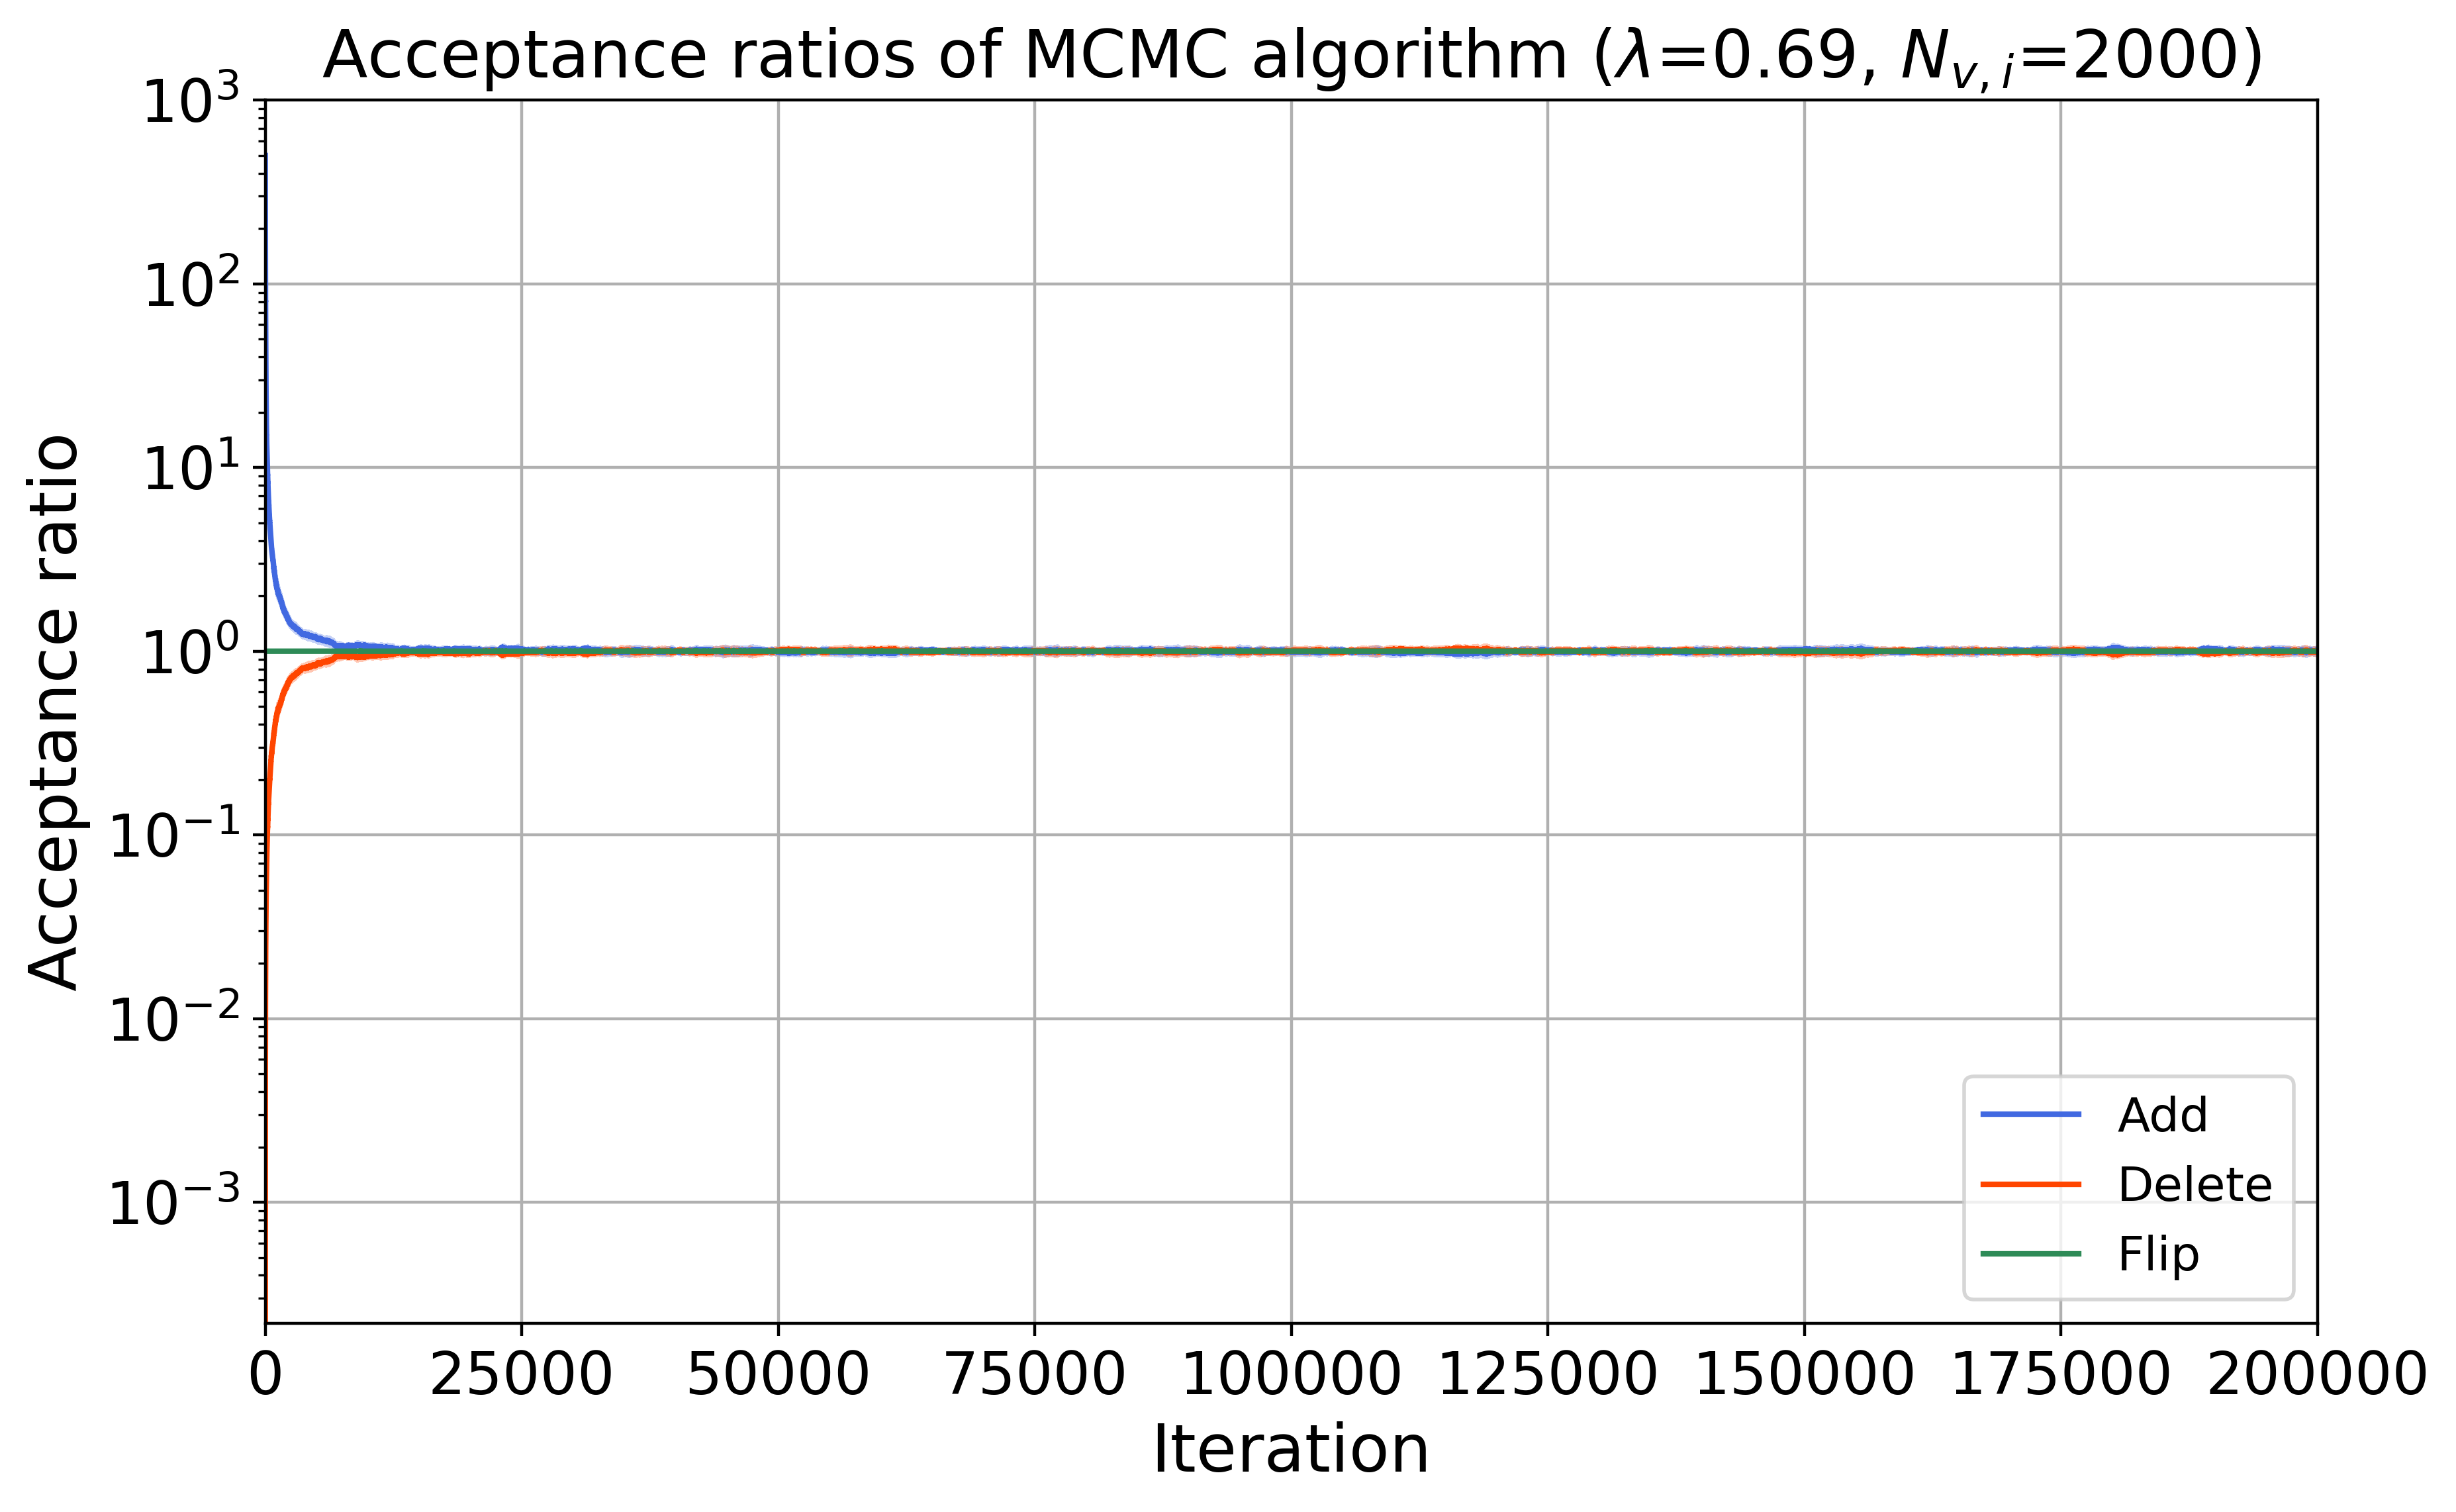 Acceptance ratios of MCMC algorithm (λ=0.69, N_{v, i}=2000)
10^3
10^2
10^1
10^0
10^{-1}
10^{-2}
10^{-3}
Acceptance ratio
Add
Delete
Flip
0 25000 50000 75000 100000 125000 150000 175000 200000
Iteration